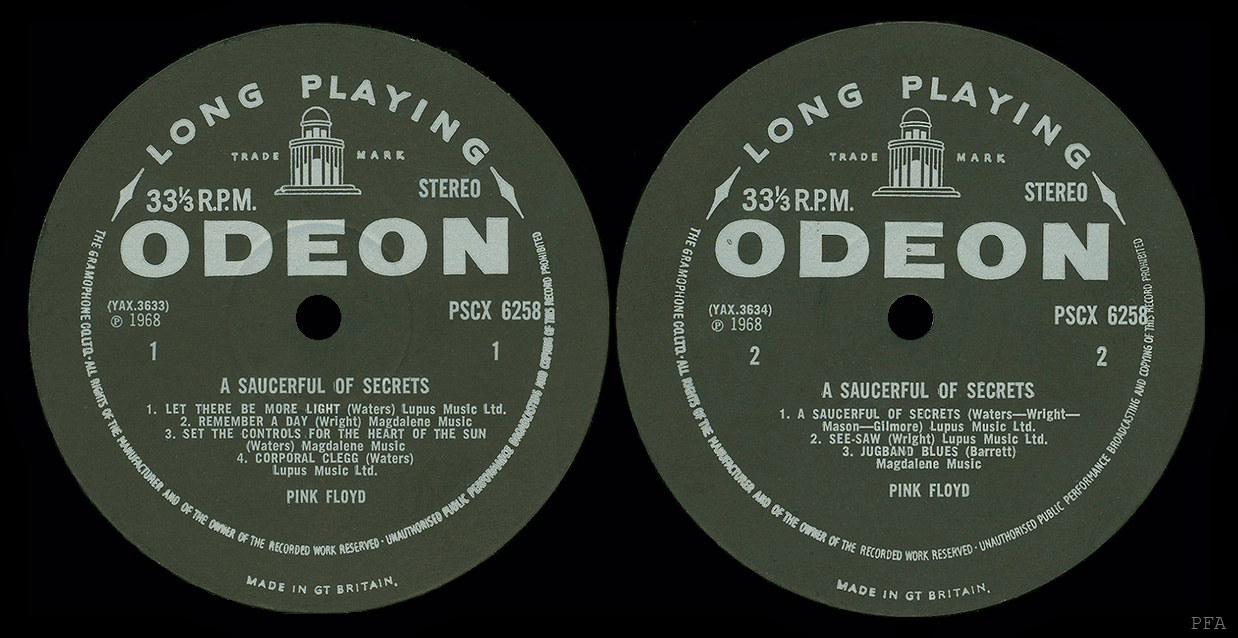 LONG PLAYING
TRADE MARK
33⅓ R.P.M.
STEREO
ODEON
(YAX.3633)
℗ 1968
PSCX 6258
1
1
A SAUCERFUL OF SECRETS
1. LET THERE BE MORE LIGHT (Waters) Lupus Music Ltd.
2. REMEMBER A DAY (Wright) Magdalene Music
3. SET THE CONTROLS FOR THE HEART OF THE SUN
(Waters) Magdalene Music
4. CORPORAL CLEGG (Waters)
Lupus Music Ltd.
PINK FLOYD
THE GRAMOPHONE CO.LTD. · ALL RIGHTS OF THE MANUFACTURER AND OF THE OWNER OF THE RECORDED WORK RESERVED · UNAUTHORISED PUBLIC PERFORMANCE BROADCASTING AND COPYING OF THIS RECORD PROHIBITED
MADE IN GT BRITAIN.
LONG PLAYING
TRADE MARK
33⅓ R.P.M.
STEREO
ODEON
(YAX.3634)
℗ 1968
PSCX 6258
2
2
A SAUCERFUL OF SECRETS
1. A SAUCERFUL OF SECRETS (Waters—Wright—
Mason—Gilmore) Lupus Music Ltd.
2. SEE-SAW (Wright) Lupus Music Ltd.
3. JUGBAND BLUES (Barrett)
Magdalene Music
PINK FLOYD
THE GRAMOPHONE CO.LTD. · ALL RIGHTS OF THE MANUFACTURER AND OF THE OWNER OF THE RECORDED WORK RESERVED · UNAUTHORISED PUBLIC PERFORMANCE BROADCASTING AND COPYING OF THIS RECORD PROHIBITED
MADE IN GT BRITAIN.
PFA